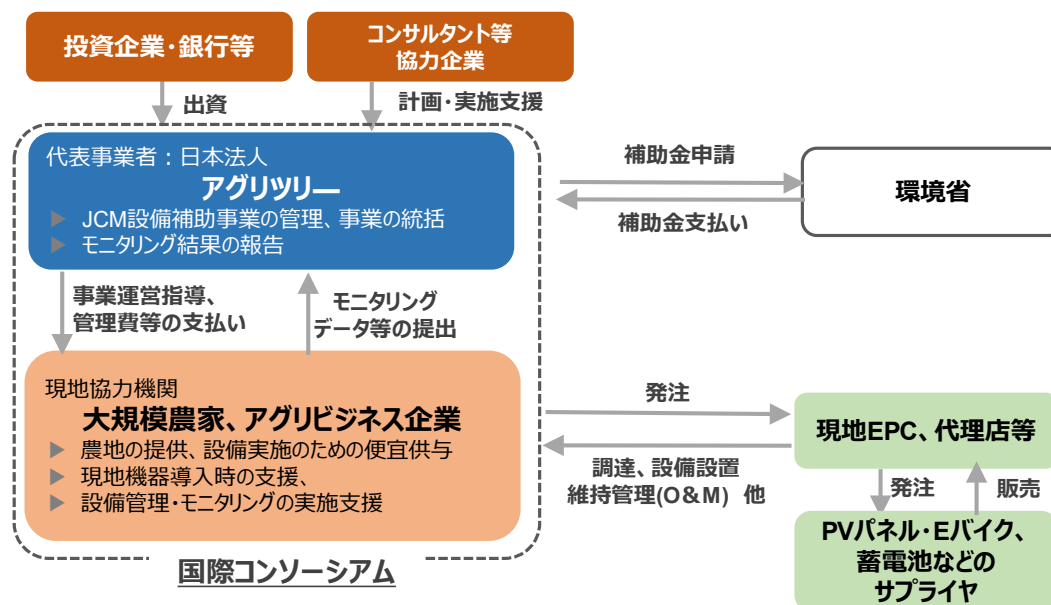 投資企業・銀行等
コンサルタント等
協力企業
出資
計画・実施支援
代表事業者：日本法人
アグリツリー
▶ JCM設備補助事業の管理、事業の統括
▶ モニタリング結果の報告
補助金申請
補助金支払い
環境省
事業運営指導、
管理費等の支払い
モニタリング
データ等の提出
現地協力機関
大規模農家、アグリビジネス企業
▶ 農地の提供、設備実施のための便宜供与
▶ 現地機器導入時の支援、
▶ 設備管理・モニタリングの実施支援
発注
調達、設備設置
維持管理(O&M) 他
現地EPC、代理店等
発注
販売
PVパネル・Eバイク、
蓄電池などの
サプライヤ
国際コンソーシアム